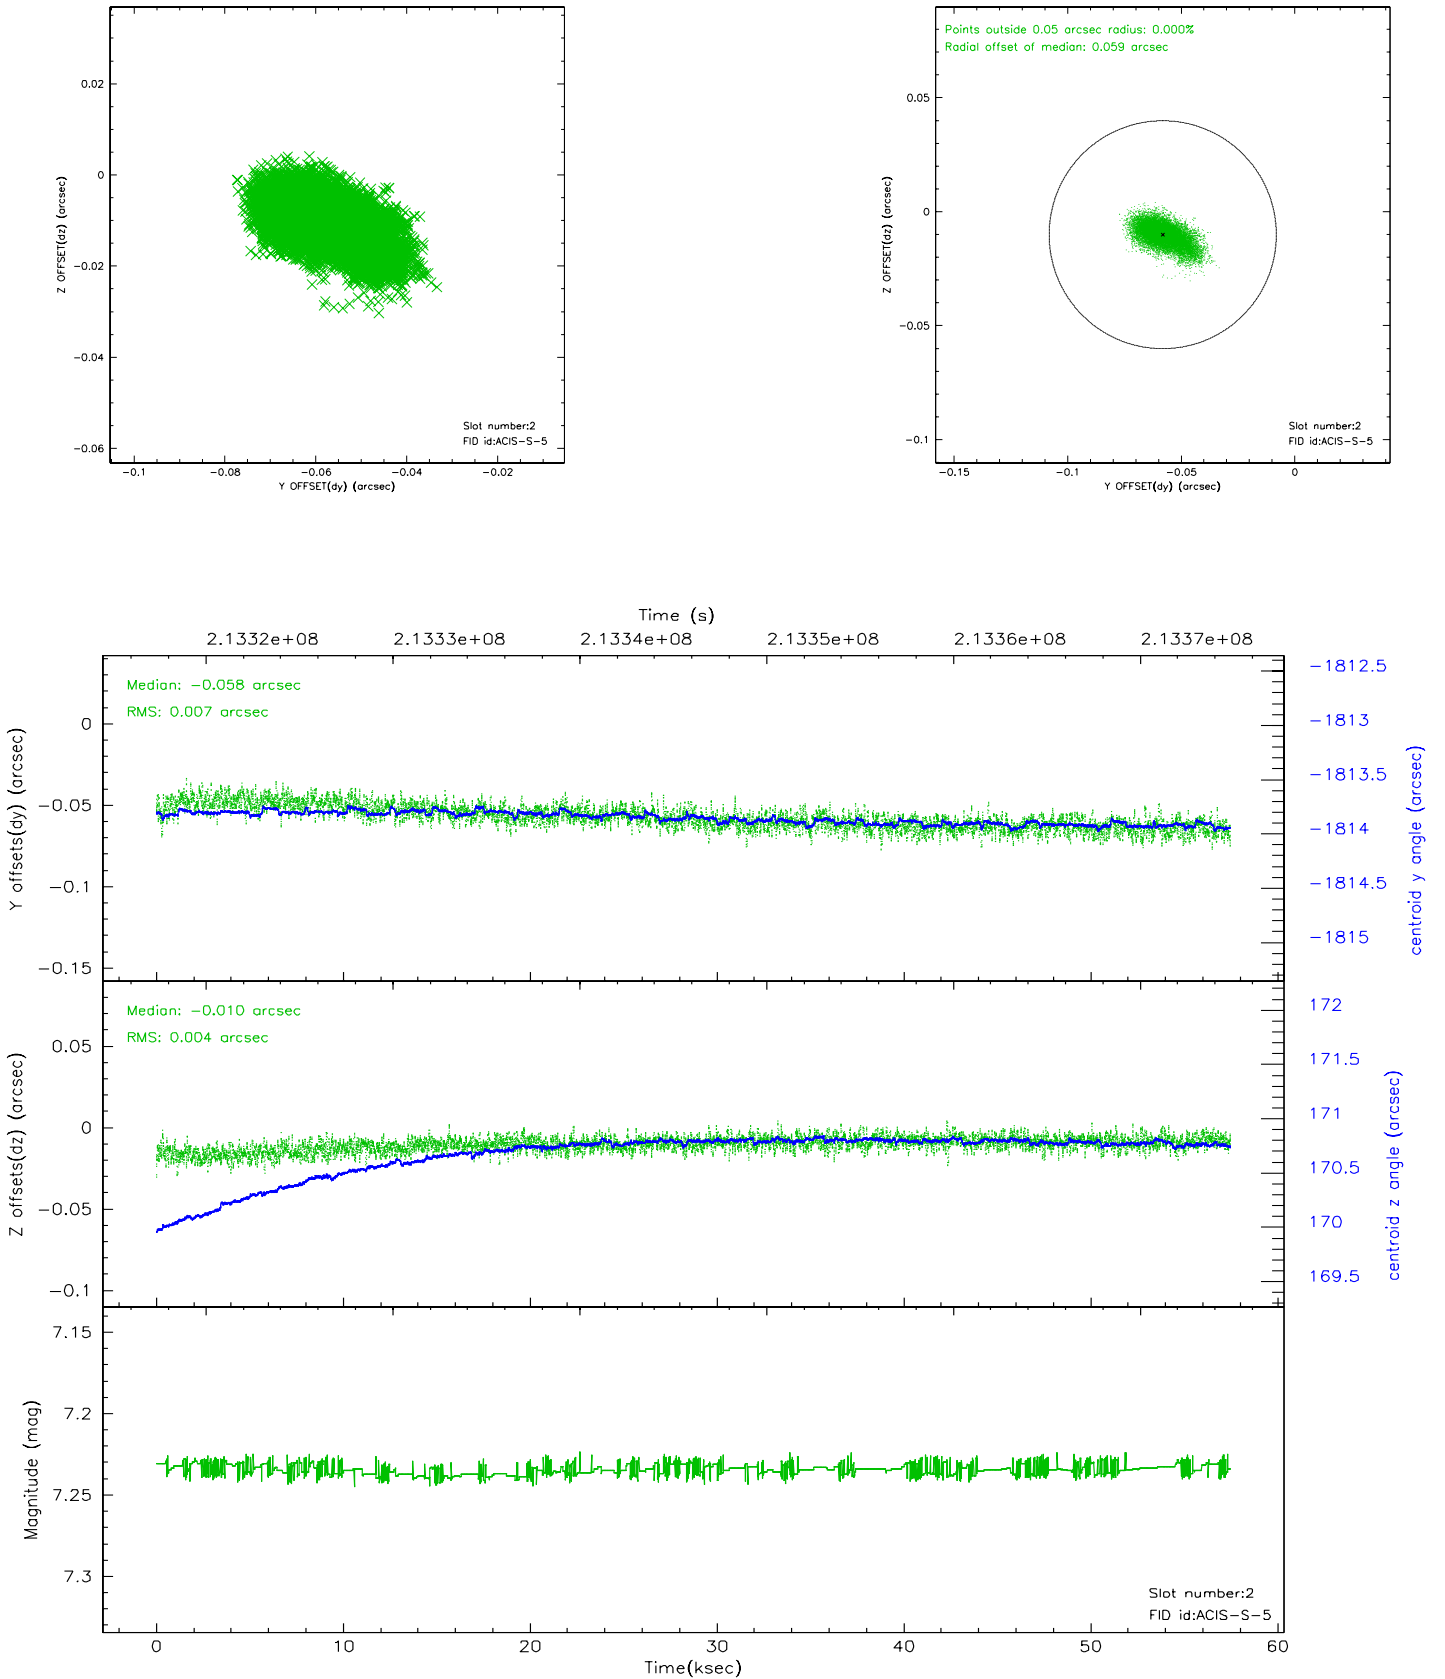 0.02
0
−0.02
−0.04
−0.06
Z OFFSET(dz) (arcsec)
Slot number:2
FID id:ACIS−S−5
−0.1
−0.08
−0.06
−0.04
−0.02
Y OFFSET(dy) (arcsec)
Points outside 0.05 arcsec radius: 0.000%
Radial offset of median: 0.059 arcsec
0.05
0
−0.05
−0.1
Z OFFSET(dz) (arcsec)
Slot number:2
FID id:ACIS−S−5
−0.15
−0.1
−0.05
0
Y OFFSET(dy) (arcsec)
Time (s)
2.1332e+08
2.1333e+08
2.1334e+08
2.1335e+08
2.1336e+08
2.1337e+08
Median: −0.058 arcsec
RMS: 0.007 arcsec
0
−0.05
−0.1
−0.15
Y offsets(dy) (arcsec)
−1812.5
−1813
−1813.5
−1814
−1814.5
−1815
centroid y angle (arcsec)
Median: −0.010 arcsec
RMS: 0.004 arcsec
0.05
0
−0.05
−0.1
Z offsets(dz) (arcsec)
172
171.5
171
170.5
170
169.5
centroid z angle (arcsec)
7.15
7.2
7.25
7.3
Magnitude (mag)
Slot number:2
FID id:ACIS−S−5
0
10
20
30
40
50
60
Time(ksec)